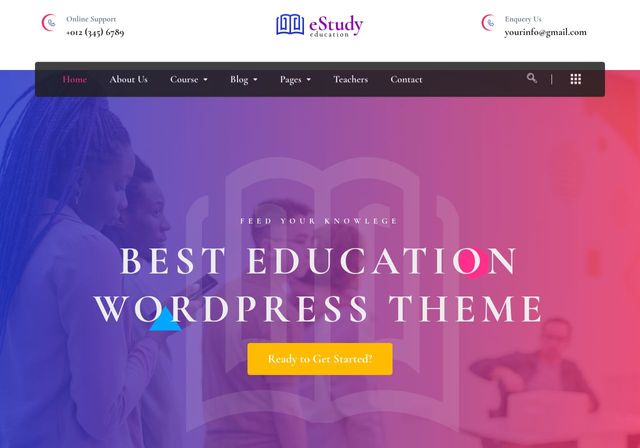 Online Support
+012 (345) 6789
eStudy
education
Enquery Us
yourinfo@gmail.com
Home About Us Course Blog Pages Teachers Contact
FEED YOUR KNOWLEGE
BEST EDUCATION
WORDPRESS THEME
Ready to Get Started?